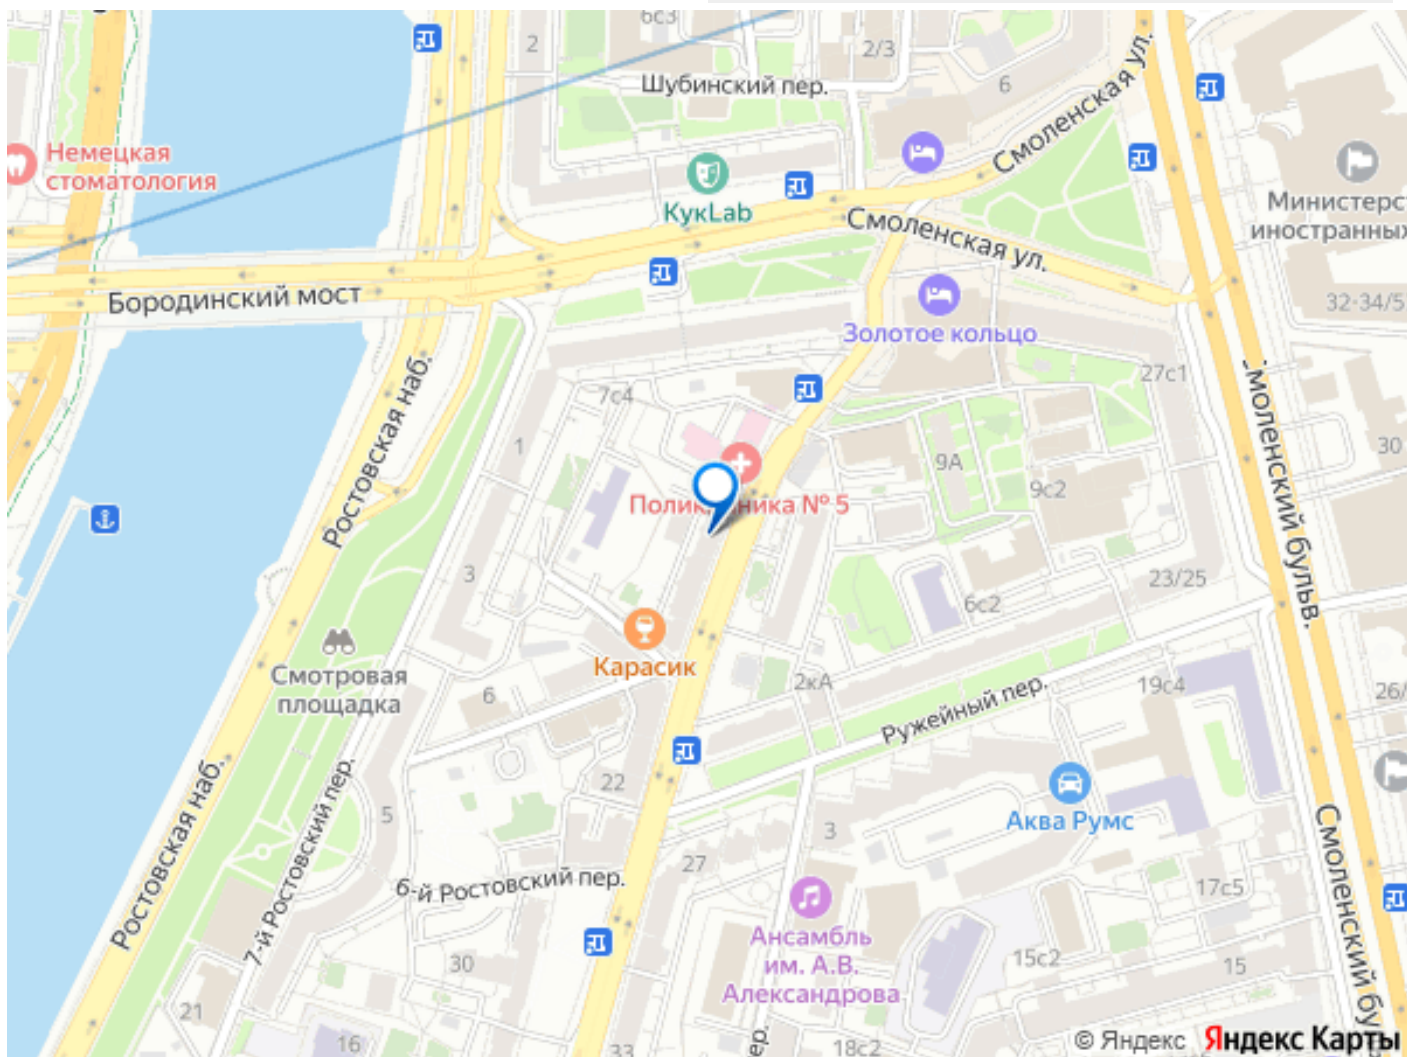 6с3
2
2/3
Шубинский пер.
6
Смоленская ул.
Немецкая
стоматология
КукLab
Смоленская ул.
Министерс
иностранных
Бородинский мост
32-34/5
Золотое кольцо
Ростовская наб.
7с4
27с1
Смоленский бульв.
1
9А
30
9с2
Поликлиника № 5
3
23/25
6с2
Карасик
Смотровая
площадка
6
2кА
Ружейный пер.
19с4
26/
22
Ростовская наб.
7-й Ростовский пер.
5
3
Аква Румс
Смоленский бу
27
6-й Ростовский пер.
17с5
Ансамбль
им. А.В.
Александрова
30
15с2
15
21
16
33
ер.
18с2
© Яндекс Яндекс Карты